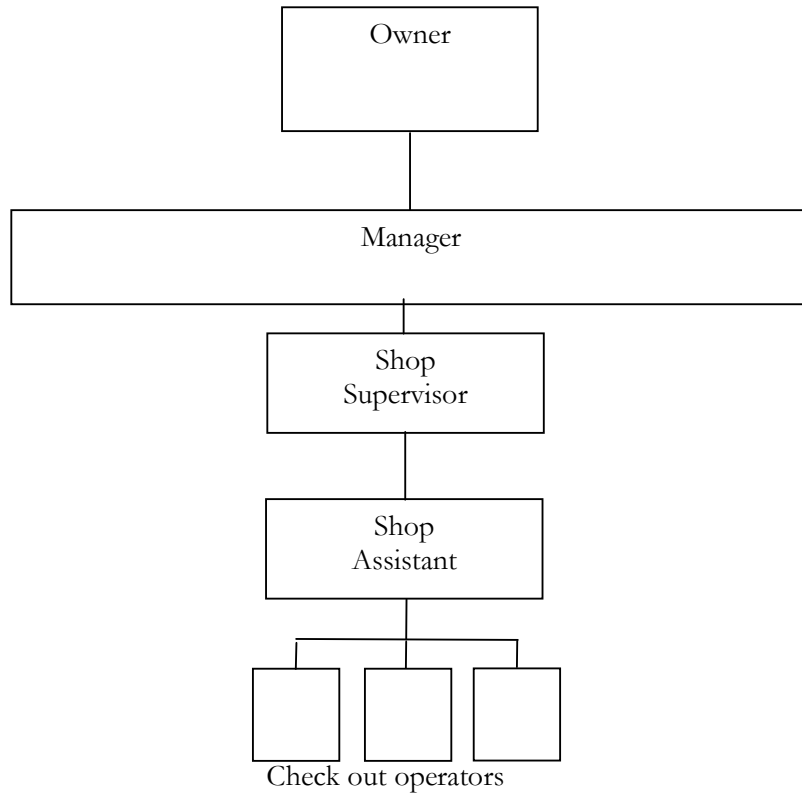 Owner
Manager
Shop
Supervisor
Shop
Assistant
Check out operators